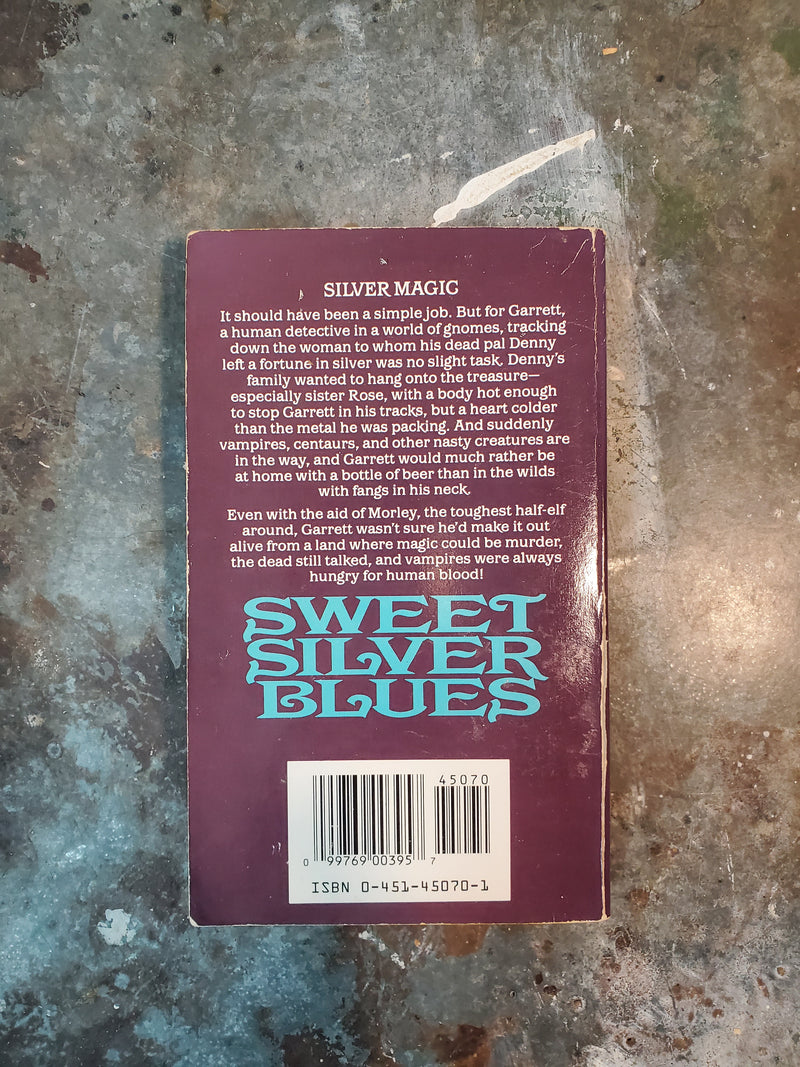 SILVER MAGIC
It should have been a simple job. But for Garrett,
a human detective in a world of gnomes, tracking
down the woman to whom his dead pal Denny
left a fortune in silver was no slight task. Denny's
family wanted to hang onto the treasure—
especially sister Rose, with a body hot enough
to stop Garrett in his tracks, but a heart colder
than the metal he was packing. And suddenly
vampires, centaurs, and other nasty creatures are
in the way, and Garrett would much rather be
at home with a bottle of beer than in the wilds
with fangs in his neck.
Even with the aid of Morley, the toughest half-elf
around, Garrett wasn't sure he'd make it out
alive from a land where magic could be murder,
the dead still talked, and vampires were always
hungry for human blood!
SWEET
SILVER
BLUES
45070
0 99769 00395 7
ISBN 0-451-45070-1